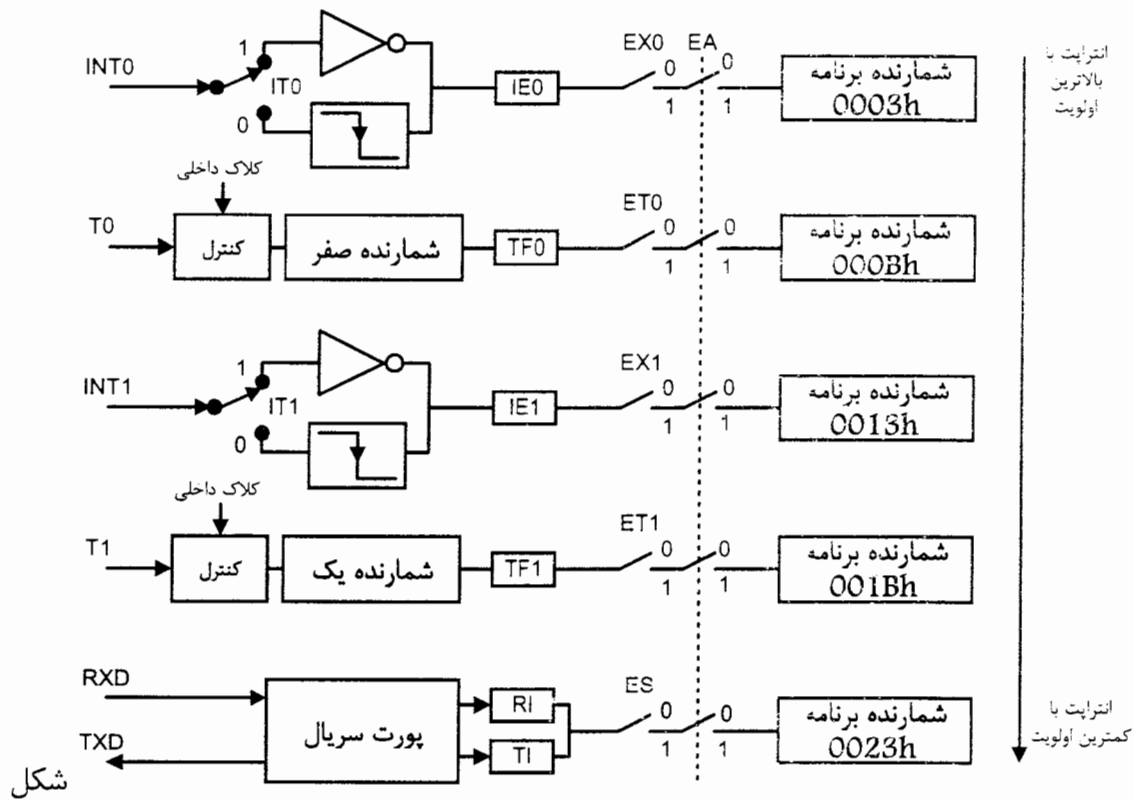 INT0
1
IT0
0
IE0
EX0
0
1
EA
0
1
شمارنده برنامه
0003h
انتراپت با
بالاترین
اولویت
کلاک داخلی
T0
کنترل
شمارنده صفر
TF0
ET0
0
1
0
1
شمارنده برنامه
000Bh
INT1
1
IT1
0
IE1
EX1
0
1
0
1
شمارنده برنامه
0013h
کلاک داخلی
T1
کنترل
شمارنده یک
TF1
ET1
0
1
0
1
شمارنده برنامه
001Bh
RXD
TXD
پورت سریال
RI
TI
ES
0
1
0
1
شمارنده برنامه
0023h
انتراپت با
کمترین اولویت
شکل